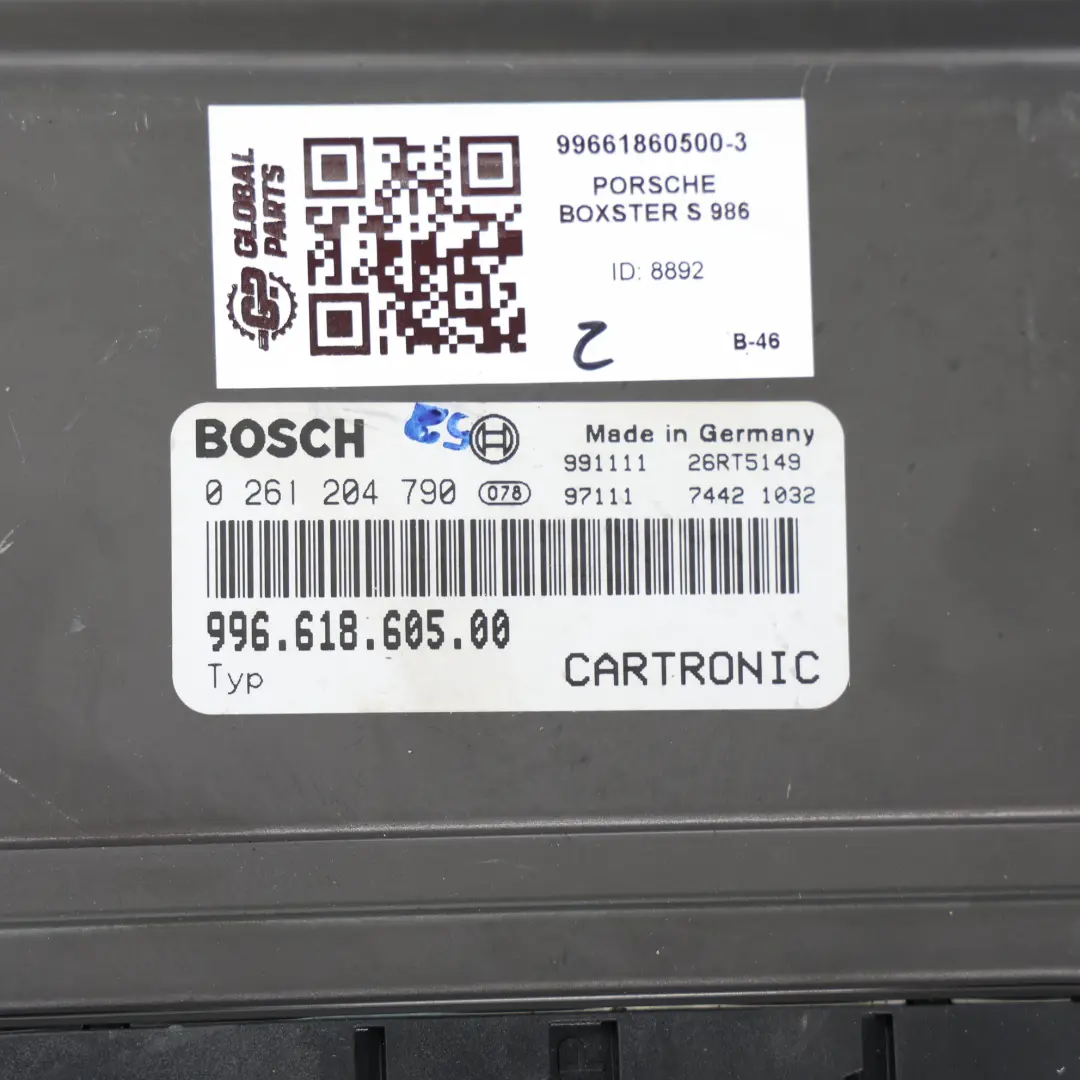 GLOBAL
PARTS
99661860500-3
PORSCHE
BOXSTER S 986
ID: 8892
2
B-46
BOSCH
52
Made in Germany
991111 26RT5149
0 261 204 790 078 97111 7442 1032
996.618.605.00
Typ
CARTRONIC